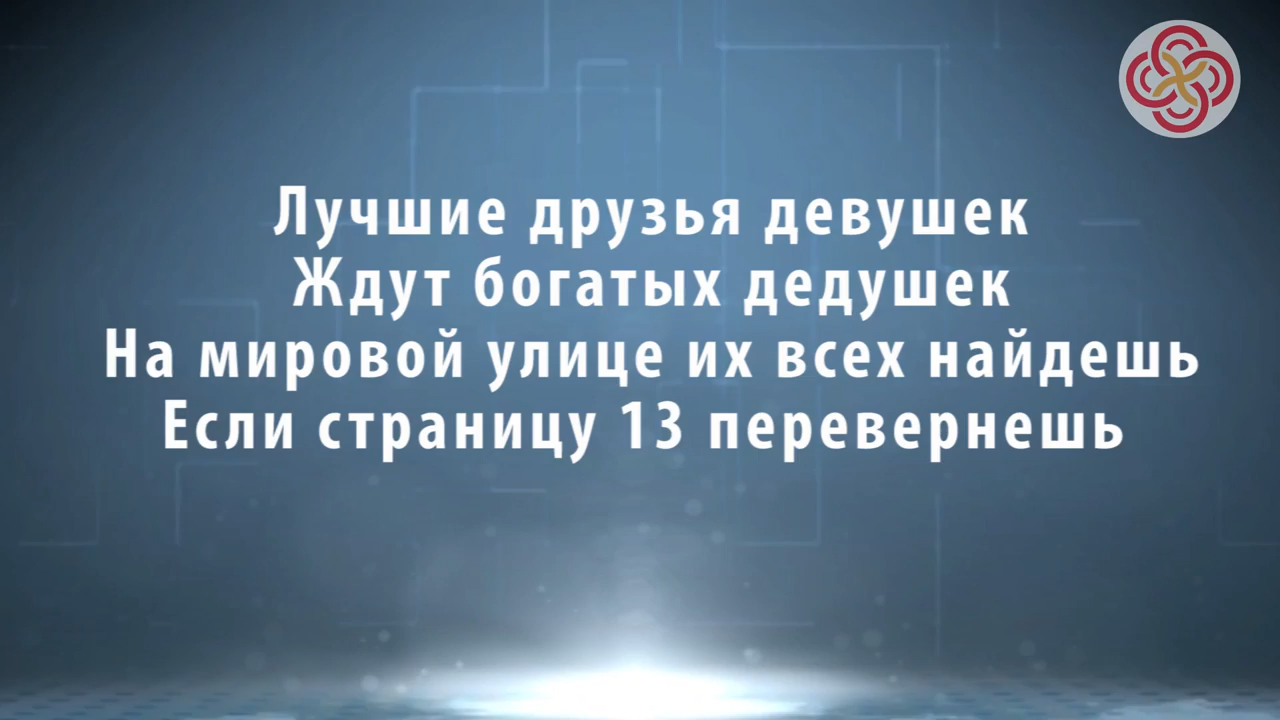 Лучшие друзья девушек
Ждут богатых дедушек
На мировой улице их всех найдешь
Если страницу 13 перевернешь